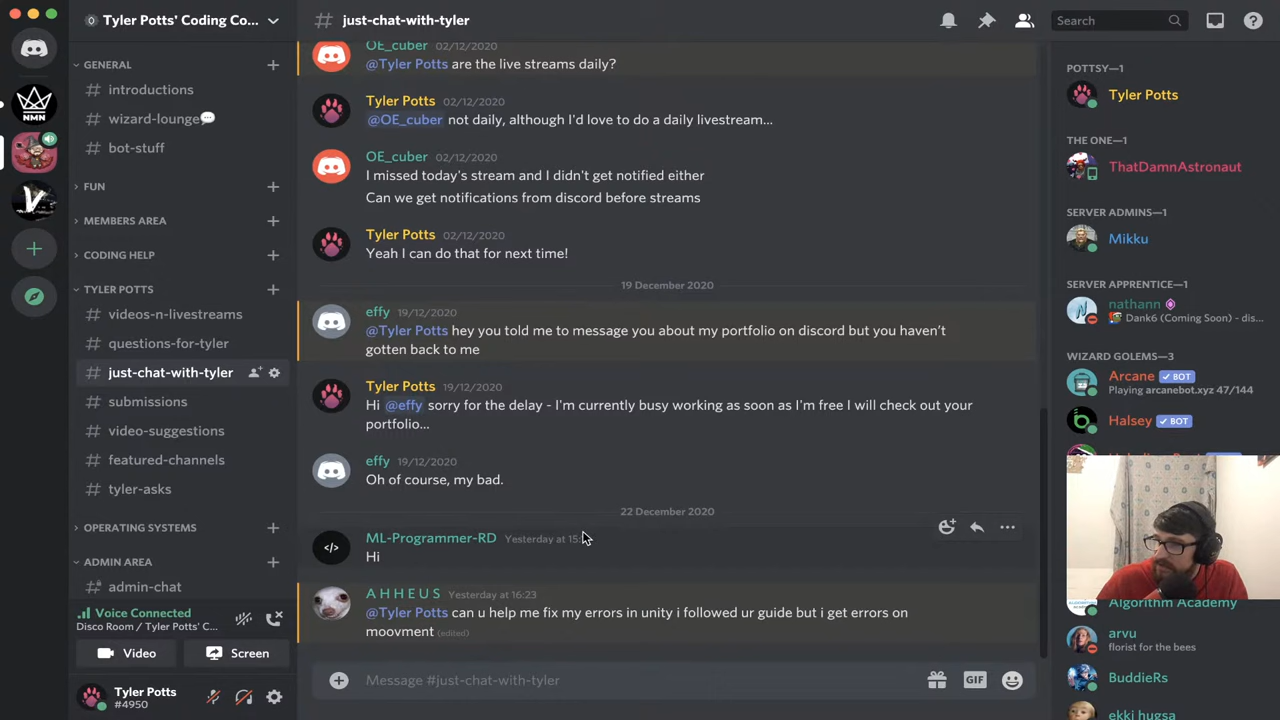 Tyler Potts' Coding Co...
GENERAL
# introductions
# wizard-lounge💬
# bot-stuff
FUN
MEMBERS AREA
CODING HELP
TYLER POTTS
# videos-n-livestreams
# questions-for-tyler
# just-chat-with-tyler
# submissions
# video-suggestions
# featured-channels
# tyler-asks
OPERATING SYSTEMS
ADMIN AREA
# admin-chat
Voice Connected
Disco Room / Tyler Potts' C...
Video Screen
Tyler Potts
#4950
NMN
V
# just-chat-with-tyler
Search
OE_cuber 02/12/2020
@Tyler Potts are the live streams daily?
Tyler Potts 02/12/2020
@OE_cuber not daily, although I'd love to do a daily livestream...
OE_cuber 02/12/2020
I missed today's stream and I didn't get notified either
Can we get notifications from discord before streams
Tyler Potts 02/12/2020
Yeah I can do that for next time!
19 December 2020
effy 19/12/2020
@Tyler Potts hey you told me to message you about my portfolio on discord but you haven't
gotten back to me
Tyler Potts 19/12/2020
Hi @effy sorry for the delay - I'm currently busy working as soon as I'm free I will check out your
portfolio...
effy 19/12/2020
Oh of course, my bad.
22 December 2020
ML-Programmer-RD Yesterday at
Hi
A H H E U S Yesterday at 16:23
@Tyler Potts can u help me fix my errors in unity i followed ur guide but i get errors on
moovment (edited)
Message #just-chat-with-tyler
GIF
POTTSY—1
Tyler Potts
THE ONE—1
ThatDamnAstronaut
SERVER ADMINS—1
Mikku
SERVER APPRENTICE—1
nathann
Dank6 (Coming Soon) - dis...
WIZARD GOLEMS—3
Arcane ✓ BOT
Playing arcanebot.xyz 47/144
Halsey ✓ BOT
Algorithm Academy
arvu
florist for the bees
BuddieRs
ekki hugsa